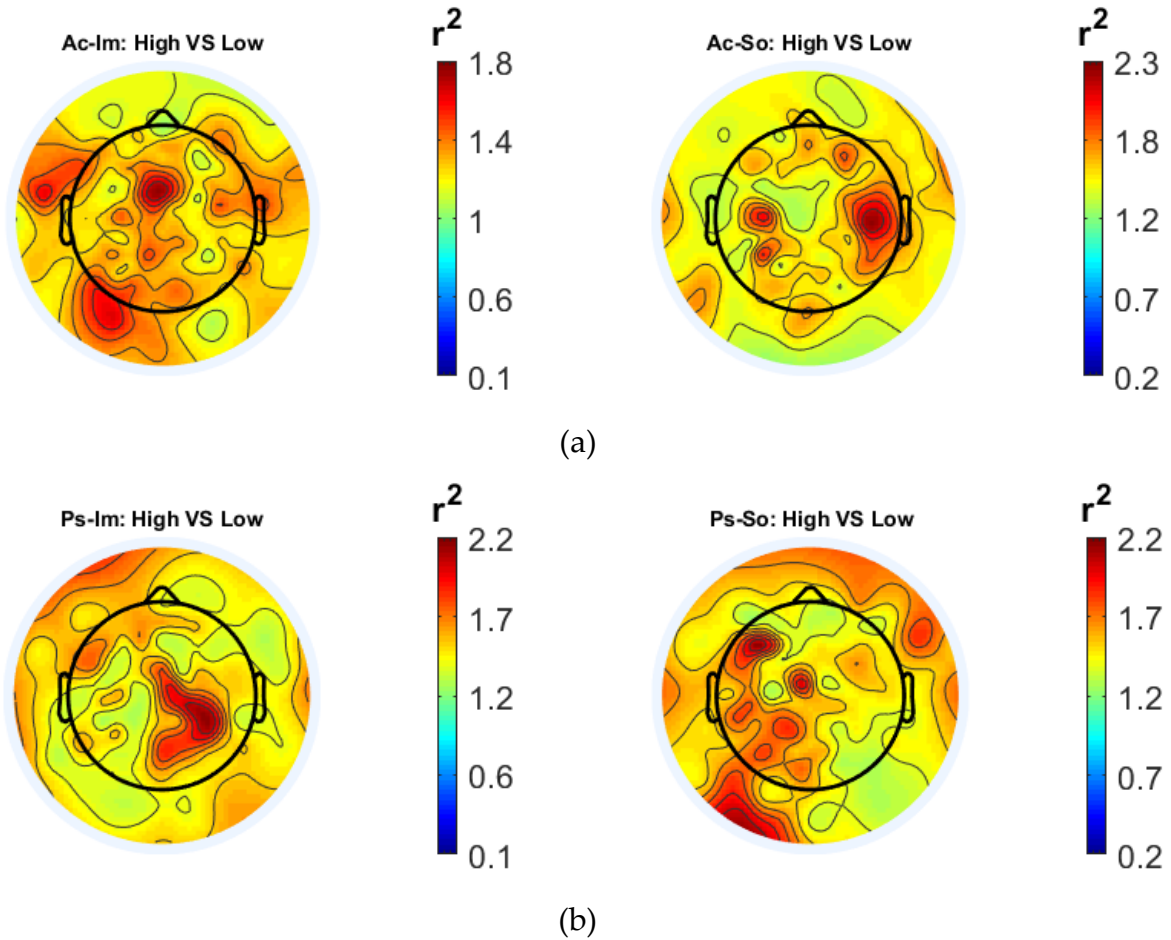 Ac-Im: High VS Low
r²
1.8
1.4
1
0.6
0.1
Ac-So: High VS Low
r²
2.3
1.8
1.2
0.7
0.2
(a)
Ps-Im: High VS Low
r²
2.2
1.7
1.2
0.6
0.1
Ps-So: High VS Low
r²
2.2
1.7
1.2
0.7
0.2
(b)